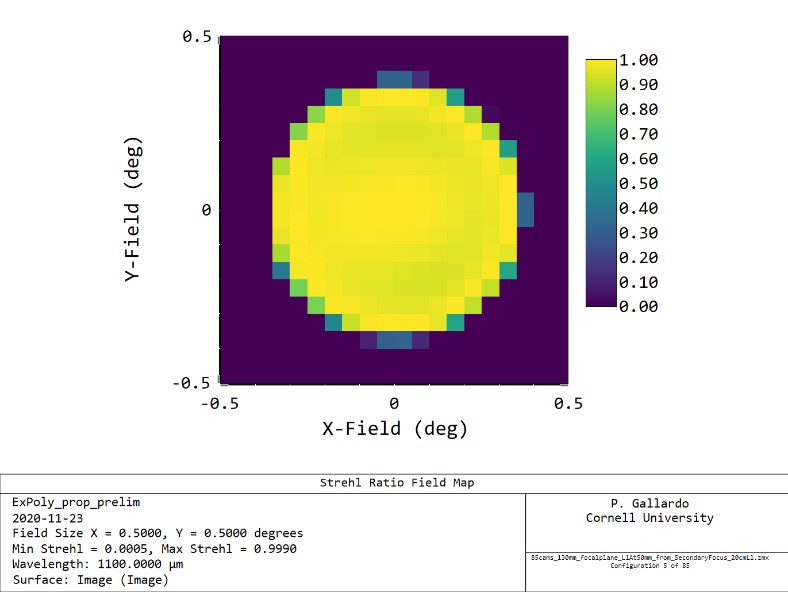 0.5
0
-0.5
-0.5
0
0.5
Y-Field (deg)
X-Field (deg)
1.00
0.90
0.80
0.70
0.60
0.50
0.40
0.30
0.20
0.10
0.00
Strehl Ratio Field Map
ExPoly_prop_prelim
2020-11-23
Field Size X = 0.5000, Y = 0.5000 degrees
Min Strehl = 0.0005, Max Strehl = 0.9990
Wavelength: 1100.0000 µm
Surface: Image (Image)
P. Gallardo
Cornell University
85cams_130mm_focalplane_L1At50mm_from_SecondaryFocus_20cmL1.zmx
Configuration 5 of 85